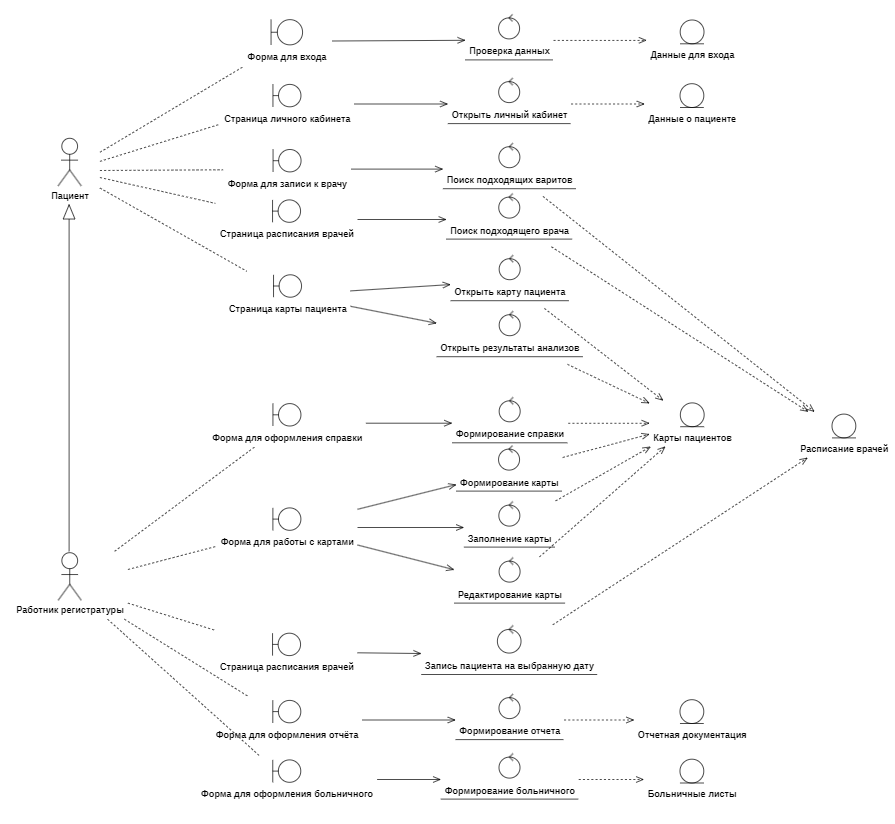 Форма для входа
Проверка данных
Данные для входа
Страница личного кабинета
Открыть личный кабинет
Данные о пациенте
Пациент
Форма для записи к врачу
Поиск подходящих варитов
Страница расписания врачей
Поиск подходящего врача
Страница карты пациента
Открыть карту пациента
Открыть результаты анализов
Форма для оформления справки
Формирование справки
Карты пациентов
Расписание врачей
Формирование карты
Форма для работы с картами
Заполнение карты
Редактирование карты
Работник регистратуры
Страница расписания врачей
Запись пациента на выбранную дату
Форма для оформления отчёта
Формирование отчета
Отчетная документация
Форма для оформления больничного
Формирование больничного
Больничные листы